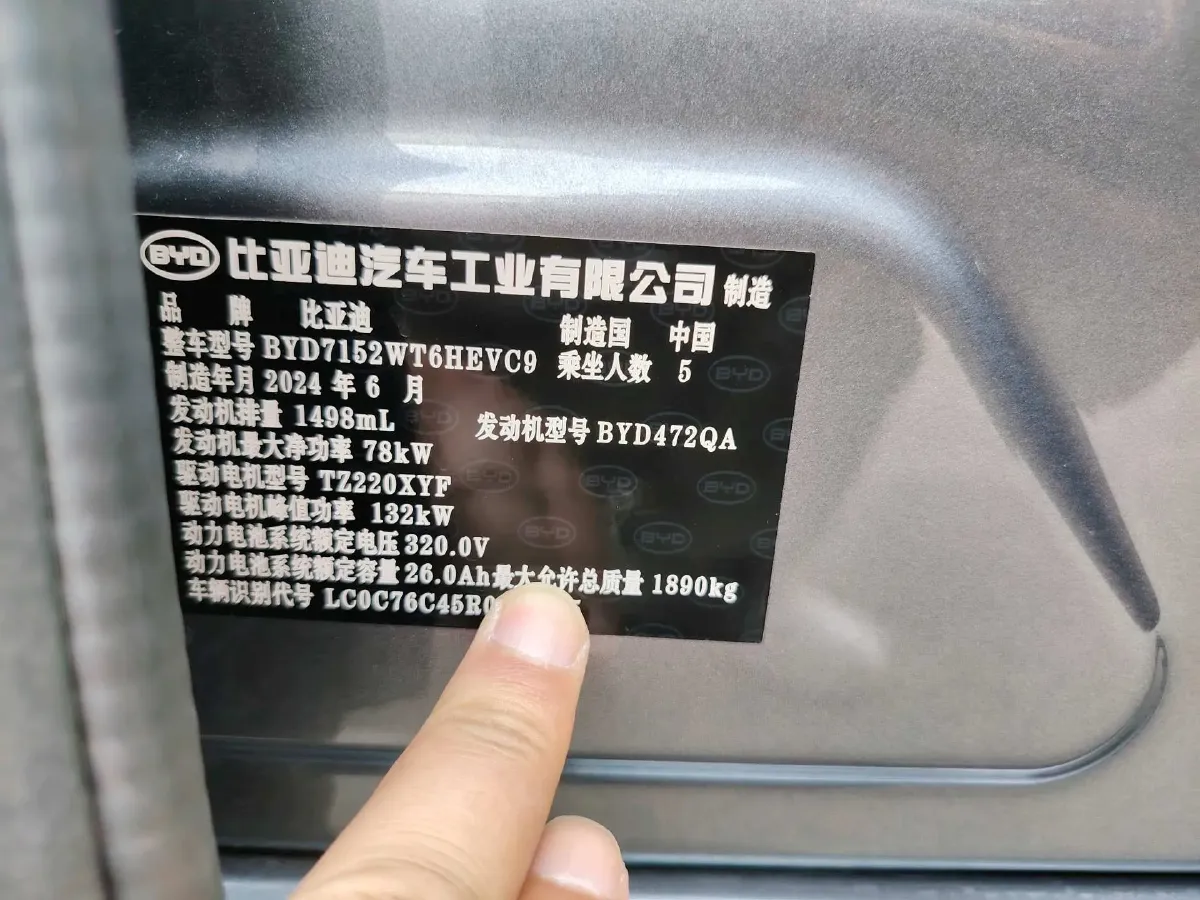 BYD 比亚迪汽车工业有限公司 制造
品 牌 比亚迪 制造国 中国
整车型号 BYD7152WT6HEVC9 乘坐人数 5
制造年月 2024 年 6 月
发动机排量 1498mL 发动机型号 BYD472QA
发动机最大净功率 78kW
驱动电机型号 TZ220XYF
驱动电机峰值功率 132kW
动力电池系统额定电压 320.0V
动力电池系统额定容量 26.0Ah 最大允许总质量 1890kg
车辆识别代号 LC0C76C45R